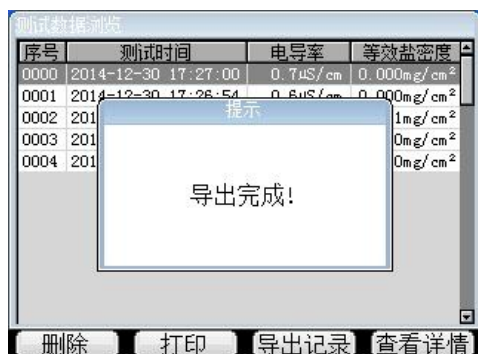 测试数据浏览
序号 测试时间 电导率 等效盐密度
0000 2014-12-30 17:27:00 0.7μS/cm 0.000mg/cm²
0001 2014-12-30 17:26:54 0.6μS/cm 0.000mg/cm²
提示
0002 201 1mg/cm²
0003 201 0mg/cm²
0004 201 0mg/cm²
导出完成!
删除 打印 导出记录 查看详情